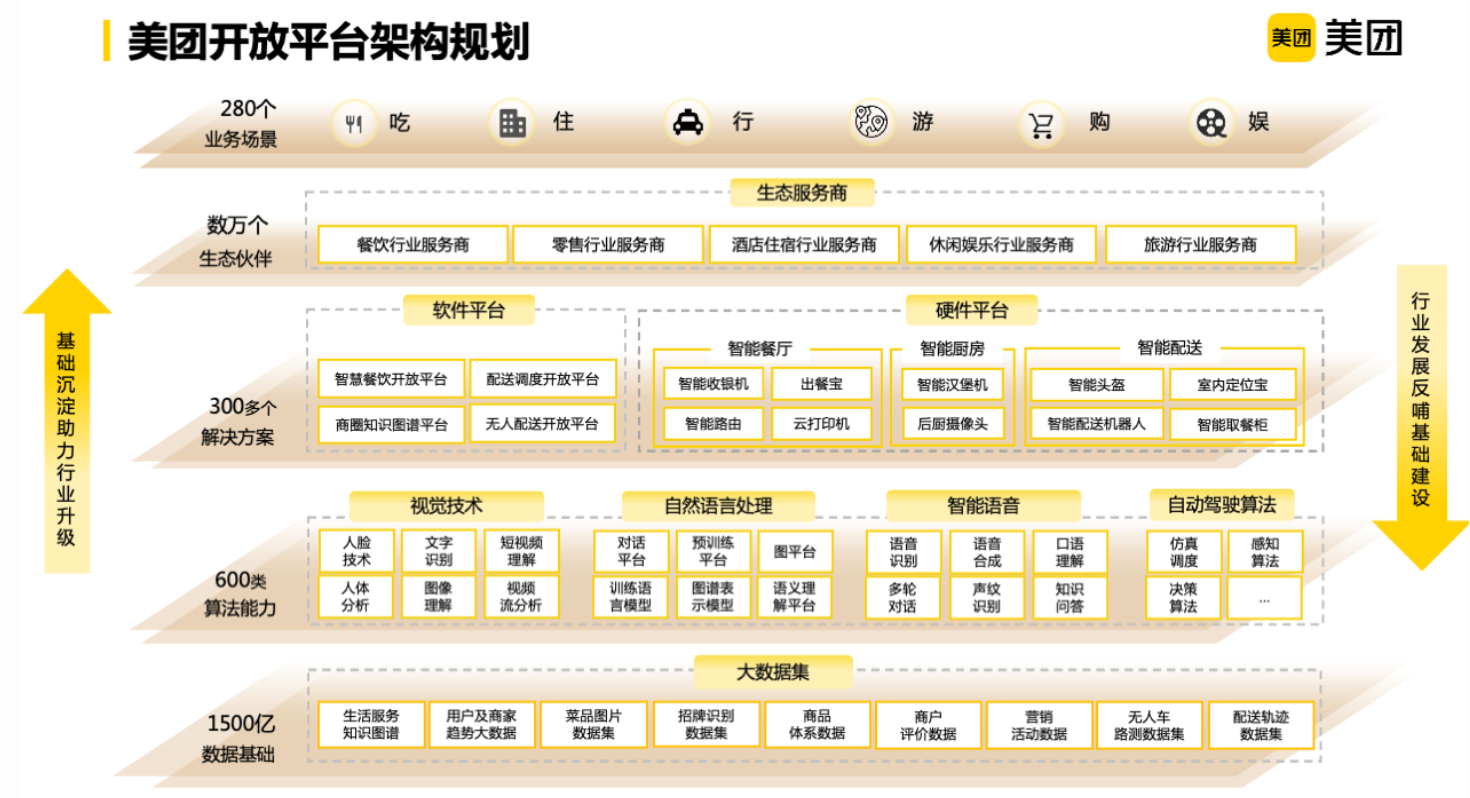 美团开放平台架构规划
美团 美团
280个
业务场景
吃 住 行 游 购 娱
生态服务商
数万个
生态伙伴
餐饮行业服务商 零售行业服务商 酒店住宿行业服务商 休闲娱乐行业服务商 旅游行业服务商
基础沉淀助力行业升级
行业发展反哺基础建设
软件平台
硬件平台
300多个
解决方案
智慧餐饮开放平台 配送调度开放平台
商圈知识图谱平台 无人配送开放平台
智能餐厅
智能收银机 出餐宝
智能路由 云打印机
智能厨房
智能汉堡机
后厨摄像头
智能配送
智能头盔 室内定位宝
智能配送机器人 智能取餐柜
600类
算法能力
视觉技术
人脸
技术
文字
识别
短视频
理解
人体
分析
图像
理解
视频
流分析
自然语言处理
对话
平台
预训练
平台
图平台
训练语
言模型
图谱表
示模型
语义理
解平台
智能语音
语音
识别
语音
合成
口语
理解
多轮
对话
声纹
识别
知识
问答
自动驾驶算法
仿真
调度
感知
算法
决策
算法
...
大数据集
1500亿
数据基础
生活服务
知识图谱
用户及商家
趋势大数据
菜品图片
数据集
招牌识别
数据集
商品
体系数据
商户
评价数据
营销
活动数据
无人车
路测数据集
配送轨迹
数据集